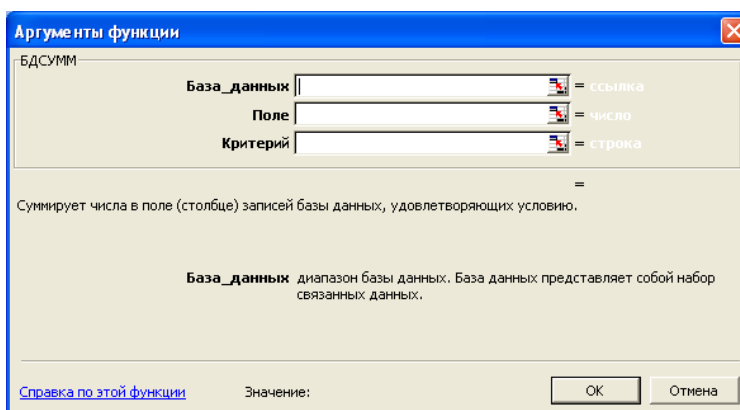 Аргументы функции
БДСУММ
База_данных = ссылка
Поле = число
Критерий = строка
=
Суммирует числа в поле (столбце) записей базы данных, удовлетворяющих условию.
База_данных диапазон базы данных. База данных представляет собой набор
связанных данных.
Справка по этой функции Значение: ОК Отмена